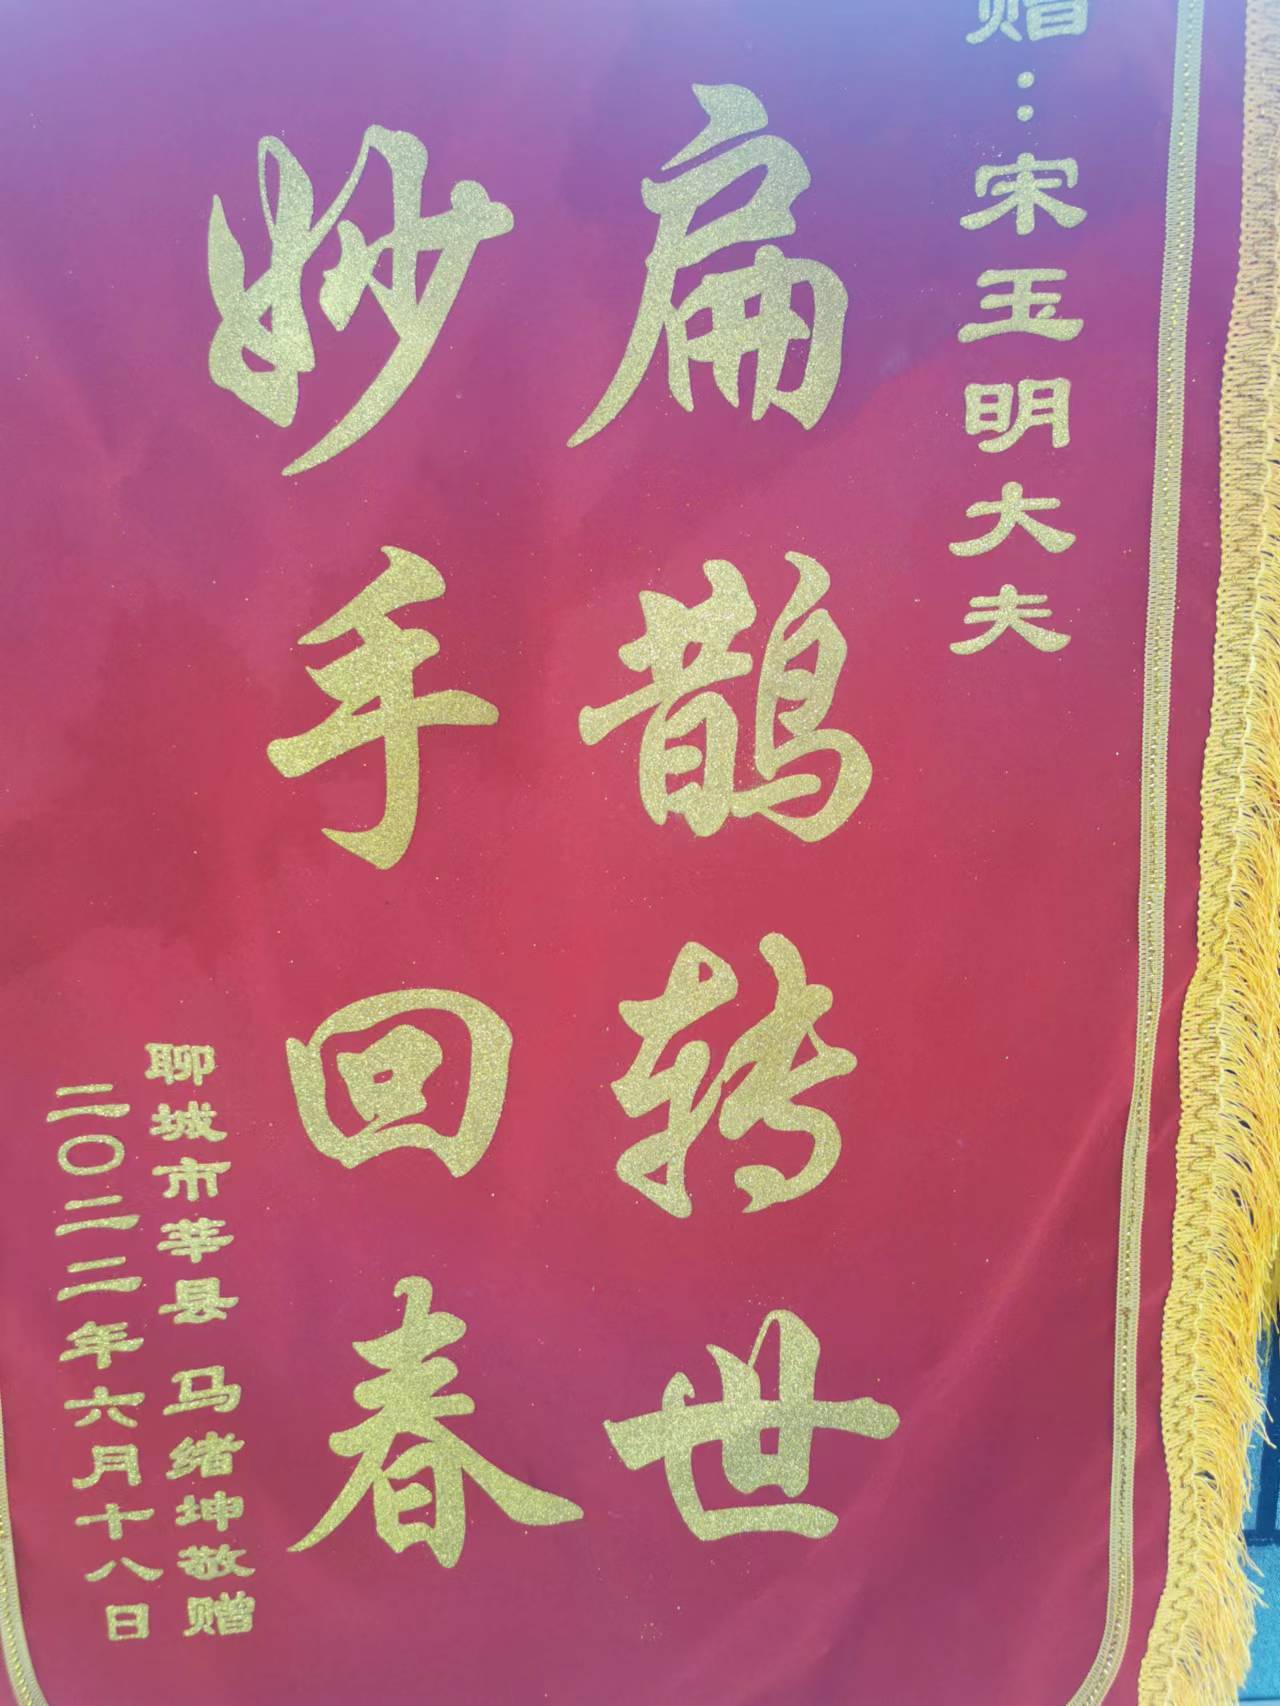 赠：宋玉明大夫
扁鹊转世
妙手回春
聊城市莘县 马绪坤敬赠
二〇二二年六月十八日